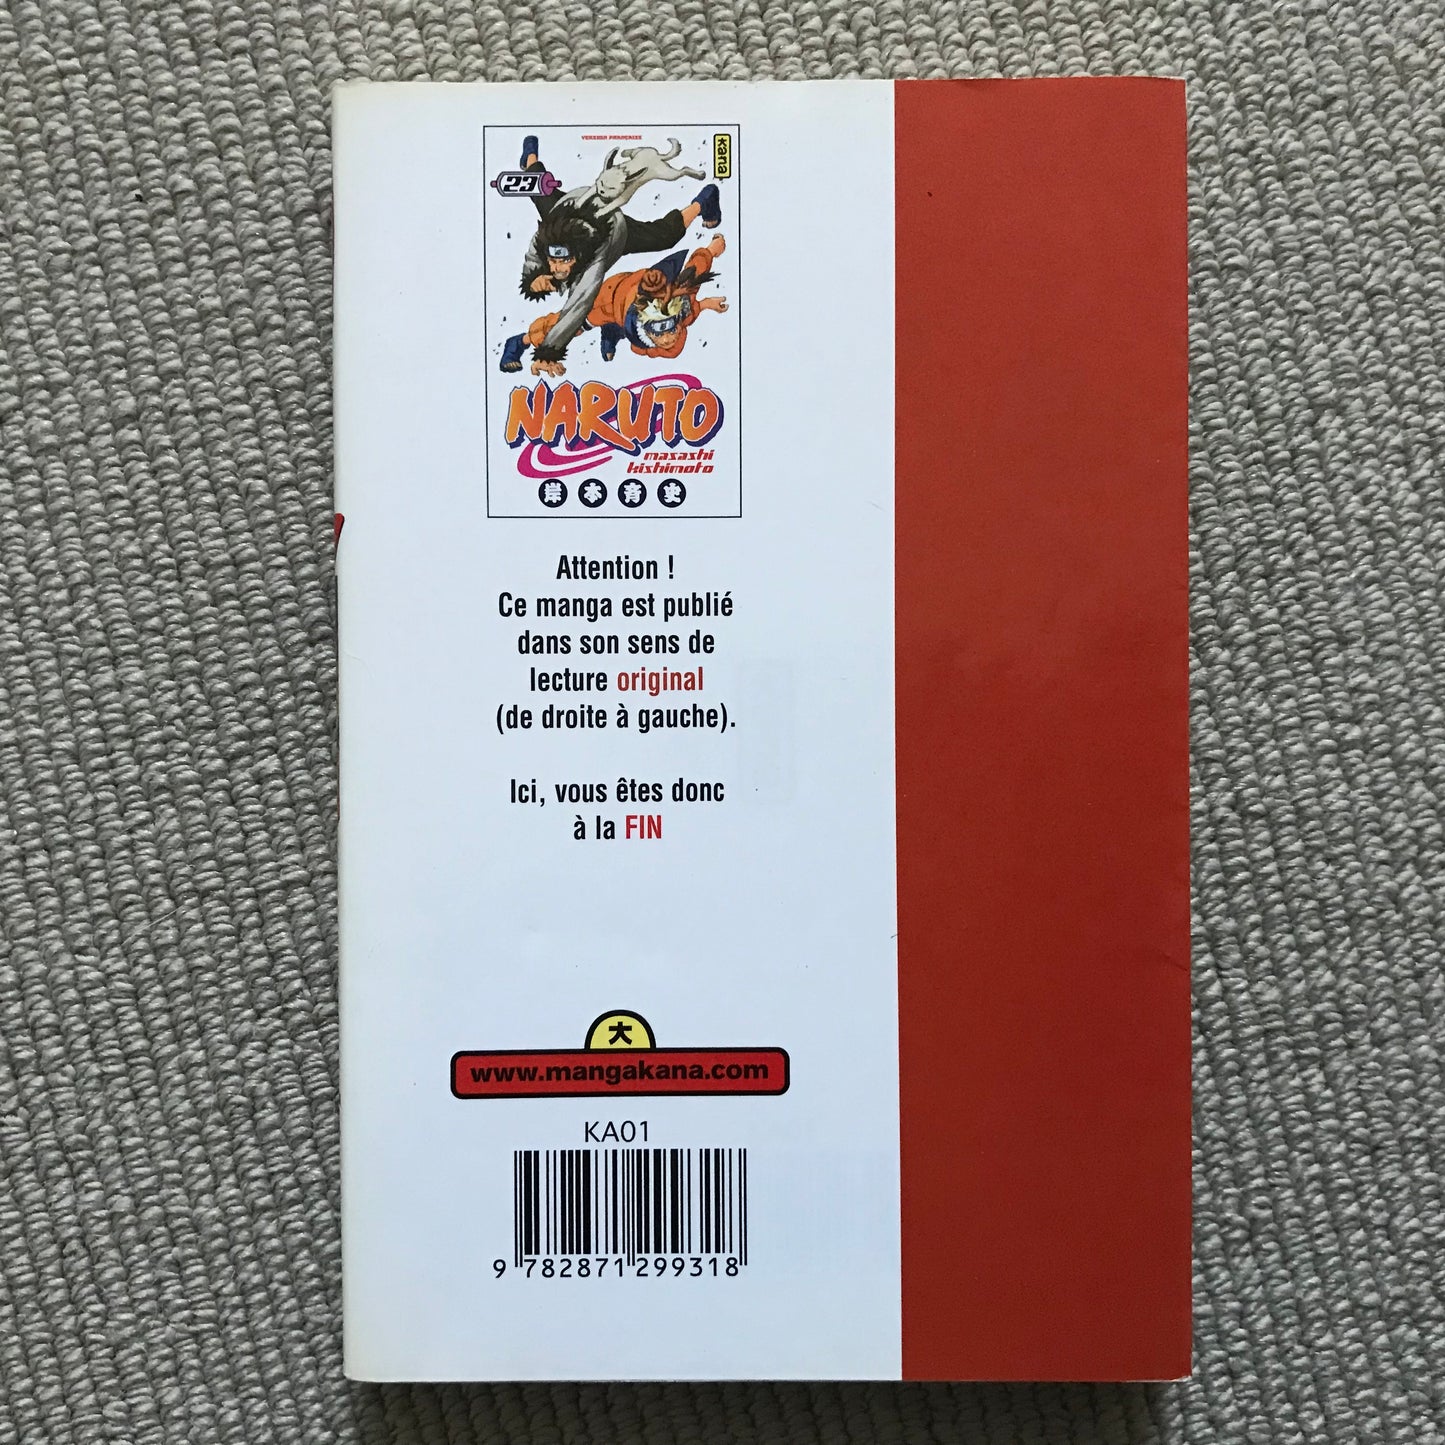 VERSION FRANÇAISE
kana
23
NARUTO
masashi
kishimoto
岸本斉史
Attention !
Ce manga est publié
dans son sens de
lecture original
(de droite à gauche).
Ici, vous êtes donc
à la FIN
大
www.mangakana.com
KA01
9 782871 299318